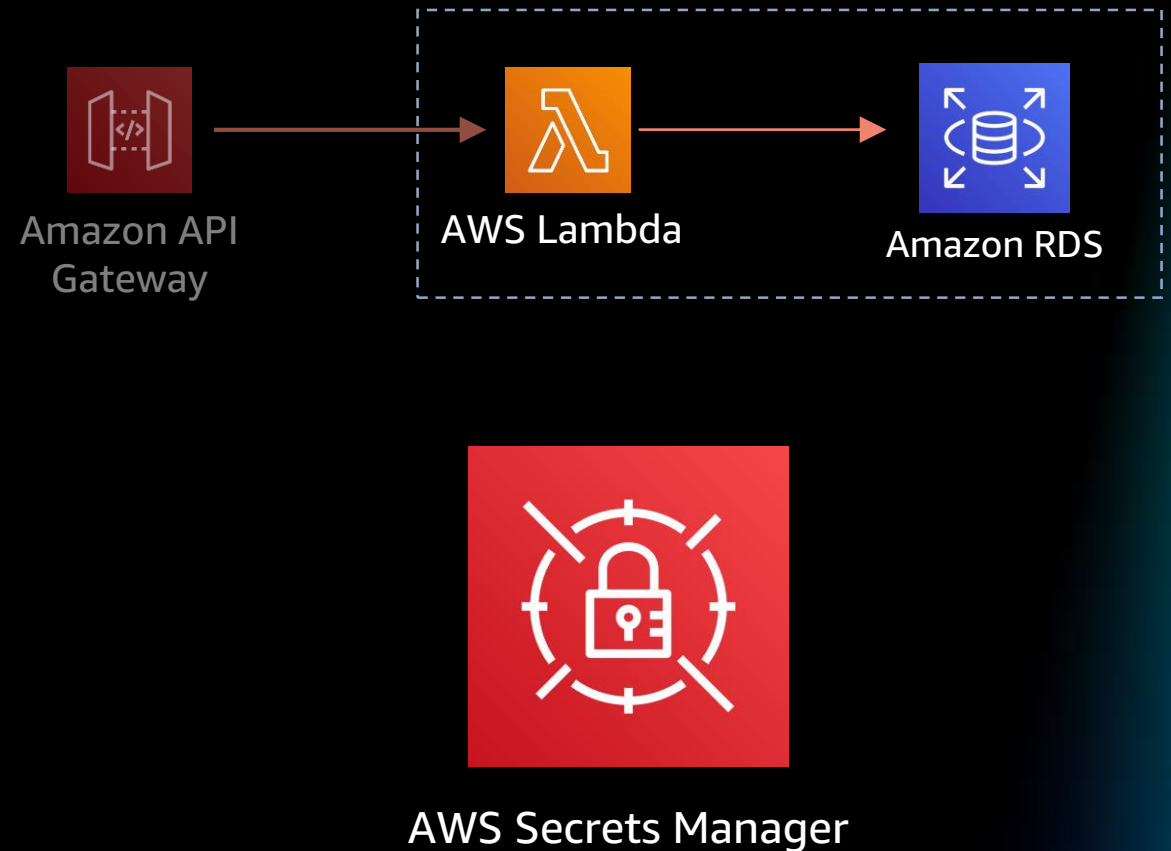 Amazon API
Gateway
AWS Lambda
Amazon RDS
</>
AWS Secrets Manager